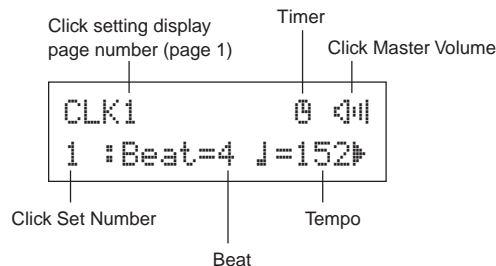 Click setting display
page number (page 1)
Timer
Click Master Volume
CLK1
1 :Beat=4 ♩=152
Click Set Number
Tempo
Beat